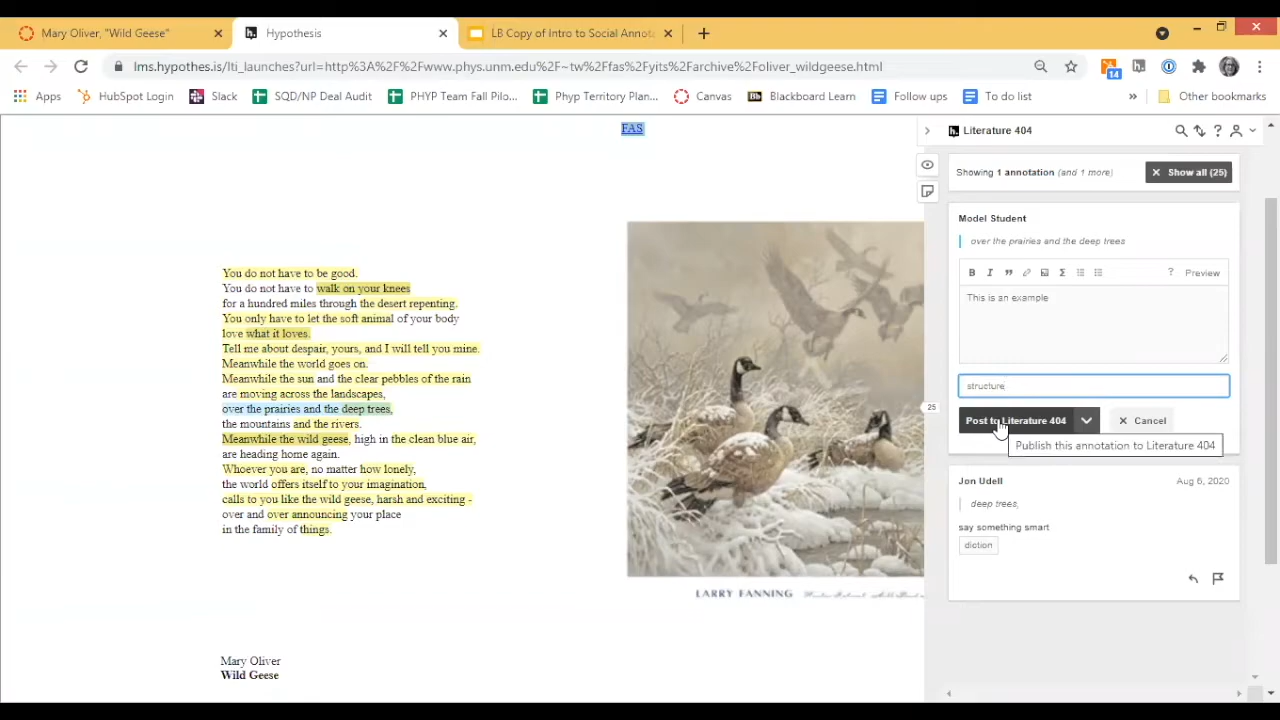 Mary Oliver, "Wild Geese"
Hypothesis
LB Copy of Intro to Social Annota
lms.hypothes.is/lti_launches?url=http%3A%2F%2Fwww.phys.unm.edu%2F~tw%2Ffas%2Fyits%2Farchive%2Foliver_wildgeese.html
14
Apps
HubSpot Login
Slack
SQD/NP Deal Audit
PHYP Team Fall Pilo...
Phyp Territory Plan...
Canvas
Bb
Blackboard Learn
Follow ups
To do list
»
Other bookmarks
FAS
You do not have to be good.
You do not have to walk on your knees
for a hundred miles through the desert repenting.
You only have to let the soft animal of your body
love what it loves.
Tell me about despair, yours, and I will tell you mine.
Meanwhile the world goes on.
Meanwhile the sun and the clear pebbles of the rain
are moving across the landscapes,
over the prairies and the deep trees,
the mountains and the rivers.
Meanwhile the wild geese, high in the clean blue air,
are heading home again.
Whoever you are, no matter how lonely,
the world offers itself to your imagination,
calls to you like the wild geese, harsh and exciting -
over and over announcing your place
in the family of things.
LARRY FANNING
Mary Oliver
Wild Geese
25
h. Literature 404
?
Showing 1 annotation (and 1 more)
Show all (25)
Model Student
over the prairies and the deep trees
B I ” Σ ? Preview
This is an example
structure
Post to Literature 404
Cancel
Publish this annotation to Literature 404
Jon Udell
Aug 6, 2020
deep trees,
say something smart
diction